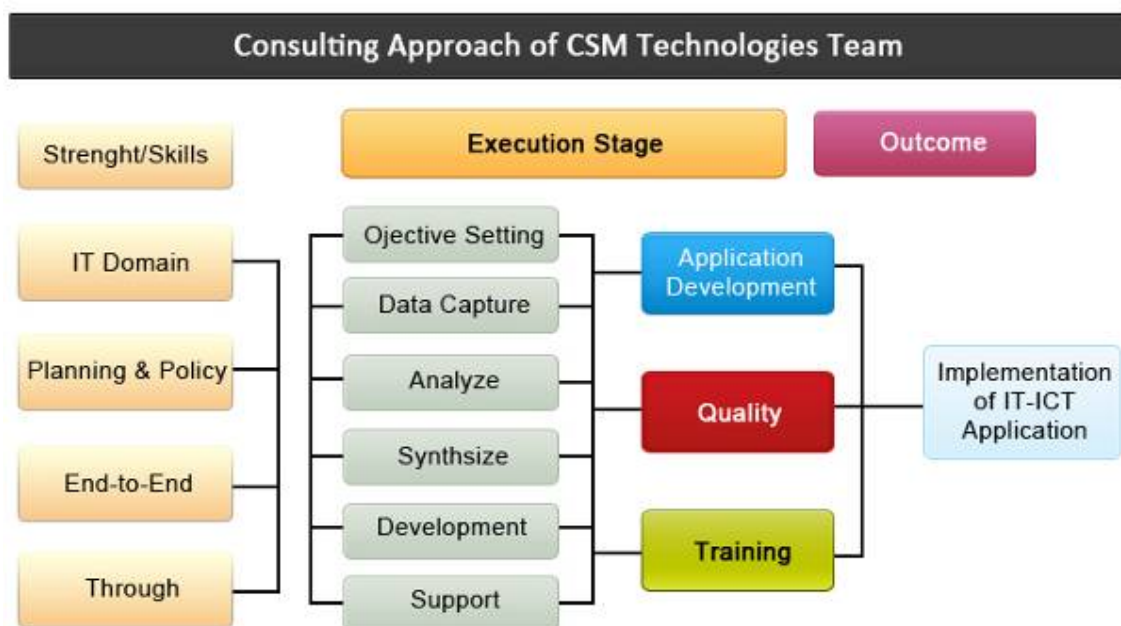 Consulting Approach of CSM Technologies Team
Strenght/Skills
Execution Stage
Outcome
IT Domain
Planning & Policy
End-to-End
Through
Ojective Setting
Data Capture
Analyze
Synthsize
Development
Support
Application
Development
Quality
Training
Implementation
of IT-ICT
Application